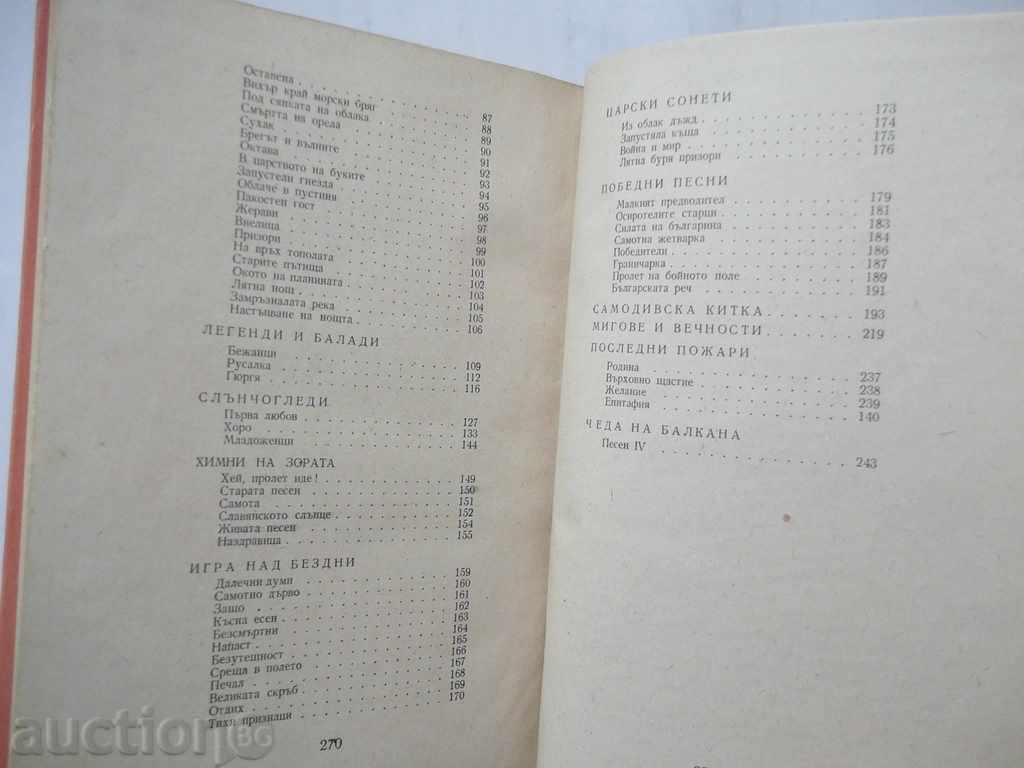 Оставена . . . 87
Вихър край морски бряг . . . 88
Под сянката на облака . . . 89
Смъртта на орела . . . 90
Сухак . . . 91
Брегът и вълните . . . 92
Октава . . . 93
В царството на буките . . . 94
Запустели гнезда . . . 95
Облаче в пустиня . . . 96
Пакостен гост . . . 97
Жерави . . . 98
Виелица . . . 99
Призори . . . 100
На връх тополата . . . 101
Старите пътища . . . 102
Окото на планината . . . 103
Лятна нощ . . . 104
Замръзналата река . . . 105
Настъпване на нощта . . . 106
ЛЕГЕНДИ И БАЛАДИ
Бежанци . . . 109
Русалка . . . 112
Гюргя . . . 116
СЛЪНЧОГЛЕДИ
Първа любов . . . 127
Хоро . . . 133
Младоженци . . . 144
ХИМНИ НА ЗОРАТА
Хей, пролет иде! . . . 149
Старата песен . . . 150
Самота . . . 151
Славянското слънце . . . 152
Живата песен . . . 154
Наздравица . . . 155
ИГРА НАД БЕЗДНИ
Далечни думи . . . 159
Самотно дърво . . . 160
Защо . . . 161
Късна есен . . . 162
Безсмъртни . . . 163
Напаст . . . 164
Безутешност . . . 165
Среща в полето . . . 166
Печал . . . 167
Великата скръб . . . 168
Отдих . . . 169
Тихи признаци . . . 170
270
ЦАРСКИ СОНЕТИ
Из облак дъжд . . . 173
Запустяла къща . . . 174
Война и мир . . . 175
Лятна буря призори . . . 176
ПОБЕДНИ ПЕСНИ
Малкият предводител . . . 179
Осиротелите старци . . . 181
Силата на българина . . . 183
Самотна жетварка . . . 184
Победители . . . 186
Граничарка . . . 187
Пролет на бойното поле . . . 189
Българската реч . . . 191
САМОДИВСКА КИТКА . . . 193
МИГОВЕ И ВЕЧНОСТИ . . . 219
ПОСЛЕДНИ ПОЖАРИ
Родина . . . 237
Върховно щастие . . . 238
Желание . . . 239
Епитафия . . . 140
ЧЕДА НА БАЛКАНА
Песен IV . . . 243
auction BG